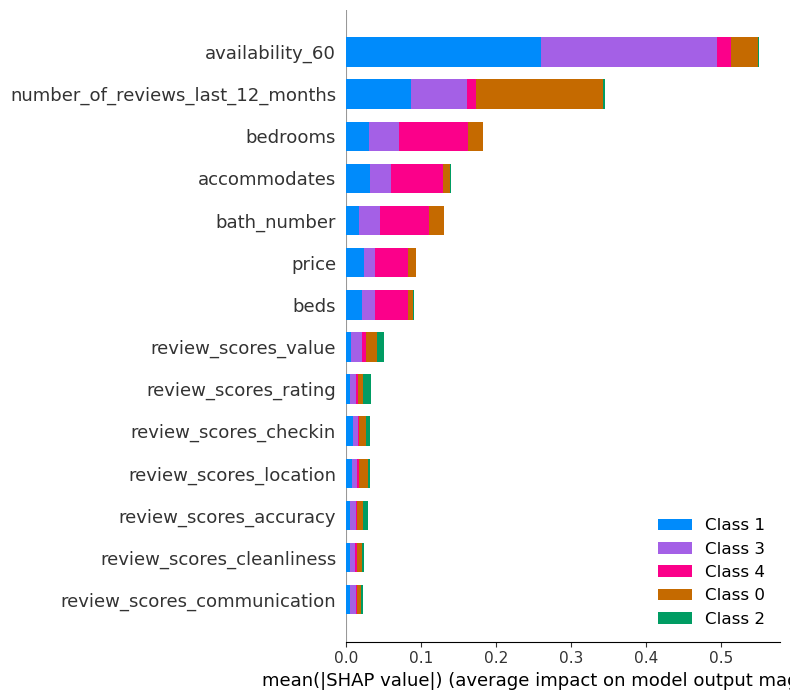 availability_60
number_of_reviews_last_12_months
bedrooms
accommodates
bath_number
price
beds
review_scores_value
review_scores_rating
review_scores_checkin
review_scores_location
review_scores_accuracy
review_scores_cleanliness
review_scores_communication
Class 1
Class 3
Class 4
Class 0
Class 2
0.0 0.1 0.2 0.3 0.4 0.5
mean(|SHAP value|) (average impact on model output mag